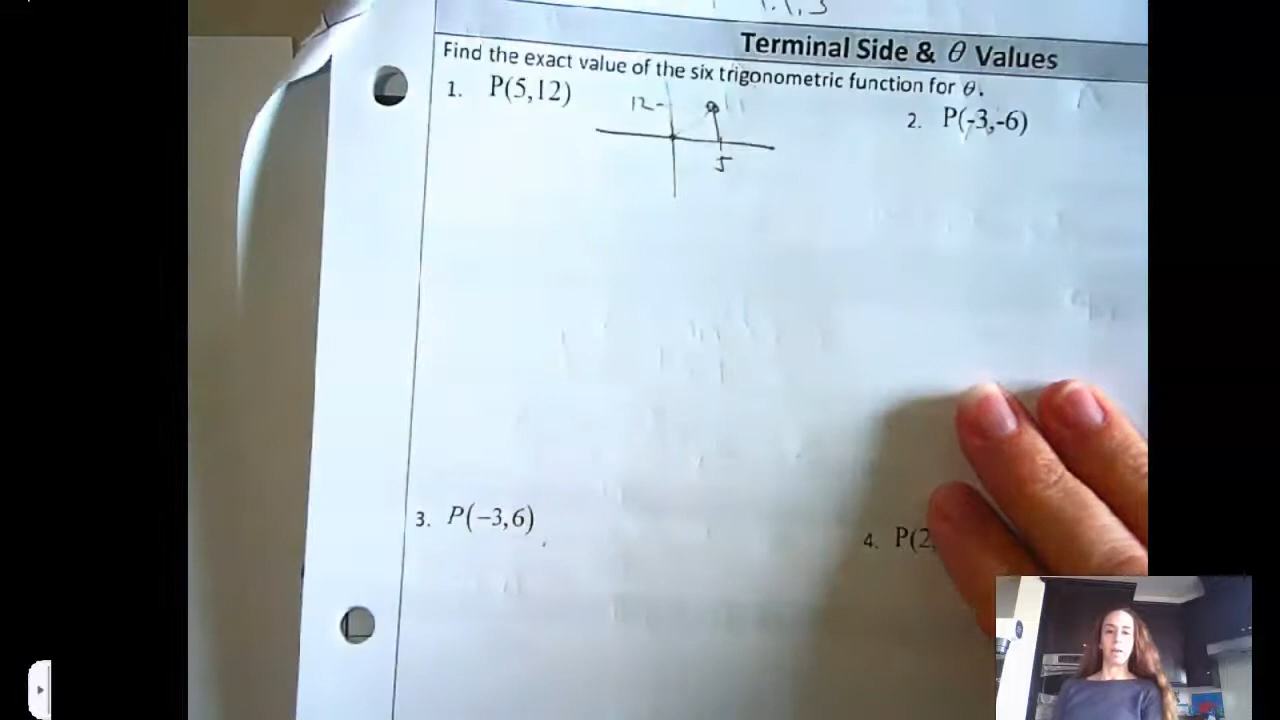 Terminal Side & θ Values
Find the exact value of the six trigonometric function for θ.
1. P(5,12)
12
5
2. P(-3,-6)
3. P(−3,6)
4. P(2,